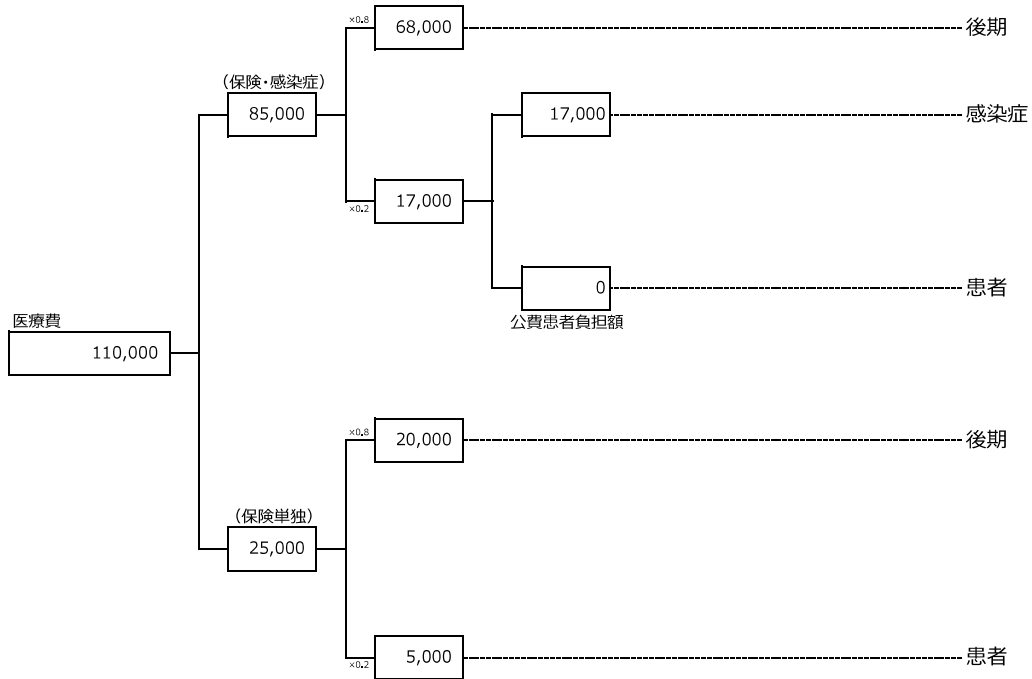 ×0.8
68,000
後期
（保険・感染症）
85,000
17,000
感染症
17,000
×0.2
0
患者
公費患者負担額
医療費
110,000
×0.8
20,000
後期
（保険単独）
25,000
5,000
患者
×0.2